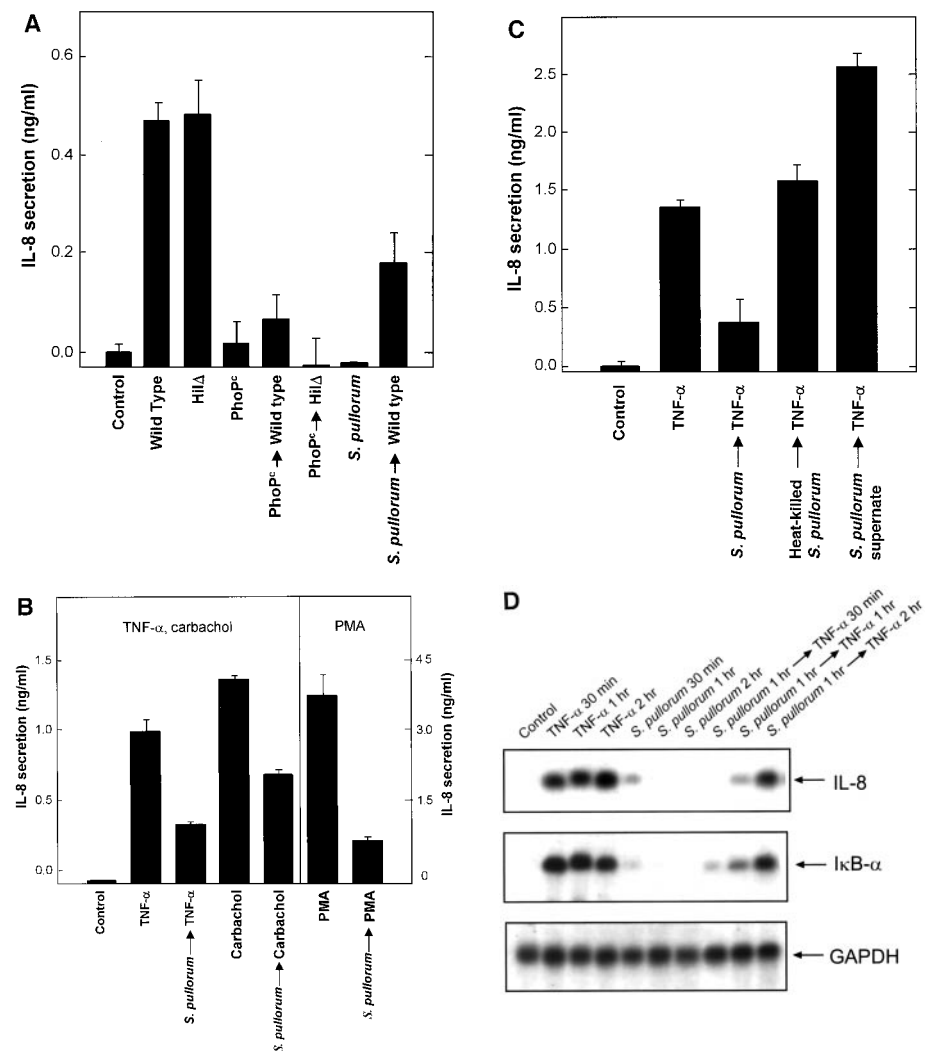 A
IL-8 secretion (ng/ml)
0.6
0.4
0.2
0.0
Control
Wild Type
HilΔ
PhoPᶜ
PhoPᶜ → Wild type
PhoPᶜ → HilΔ
S. pullorum
S. pullorum → Wild type
C
IL-8 secretion (ng/ml)
2.5
2.0
1.5
1.0
0.5
0.0
Control
TNF-α
S. pullorum → TNF-α
Heat-killed → TNF-α
S. pullorum
S. pullorum → TNF-α
supernate
B
TNF-α, carbachol
PMA
IL-8 secretion (ng/ml)
1.5
1.0
0.5
0.0
4 5
3.0
1 5
0
IL-8 secretion (ng/ml)
Control
TNF-α
S. pullorum → TNF-α
Carbachol
S. pullorum → Carbachol
PMA
S. pullorum → PMA
D
Control
TNF-α 30 min
TNF-α 1 hr
TNF-α 2 hr
S. pullorum 30 min
S. pullorum 1 hr
S. pullorum 2 hr
S. pullorum 1 hr → TNF-α 30 min
S. pullorum 1 hr → TNF-α 1 hr
S. pullorum 1 hr → TNF-α 2 hr
← IL-8
← IκB-α
← GAPDH